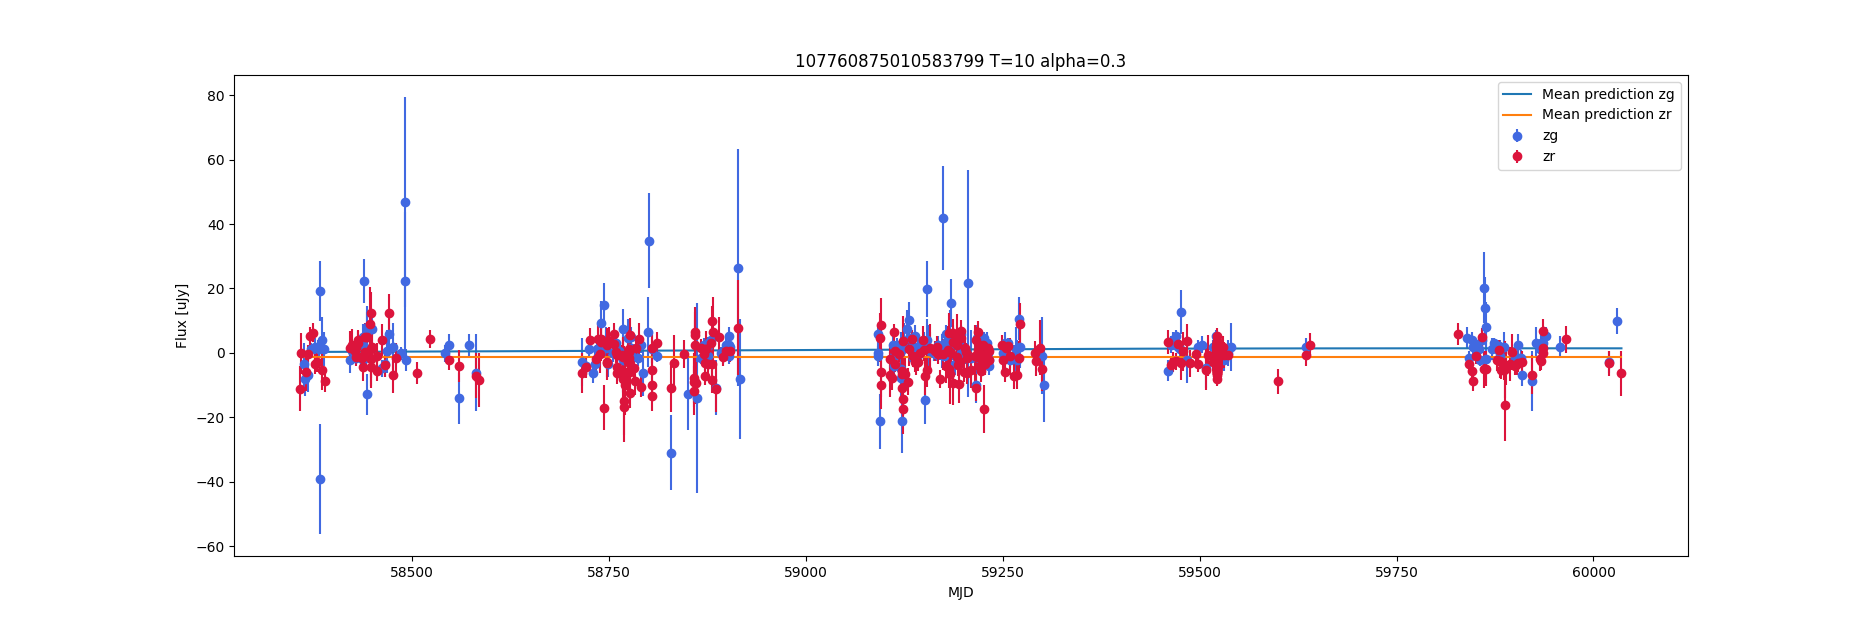 107760875010583799 T=10 alpha=0.3
Mean prediction zg
Mean prediction zr
zg
zr
Flux [uJy]
80
60
40
20
0
−20
−40
−60
58500
58750
59000
59250
59500
59750
60000
MJD